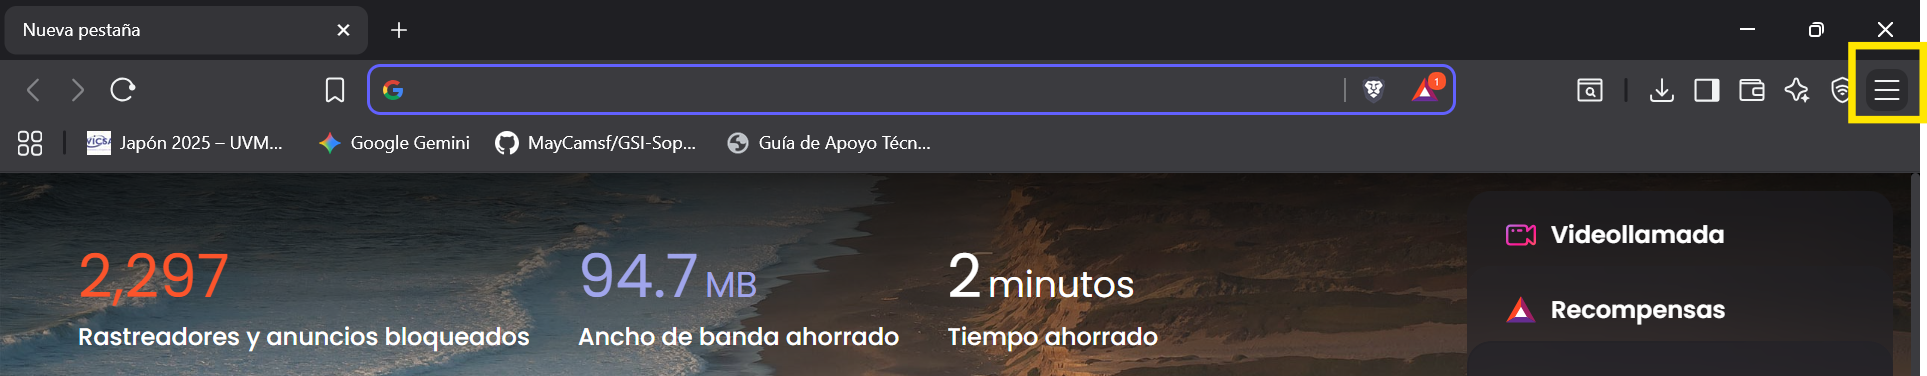 Nueva pestaña
1
Japón 2025 – UVM...
Google Gemini
MayCamsf/GSI-Sop...
Guía de Apoyo Técn...
Videollamada
2,297
94.7 MB
2 minutos
Recompensas
Rastreadores y anuncios bloqueados
Ancho de banda ahorrado
Tiempo ahorrado